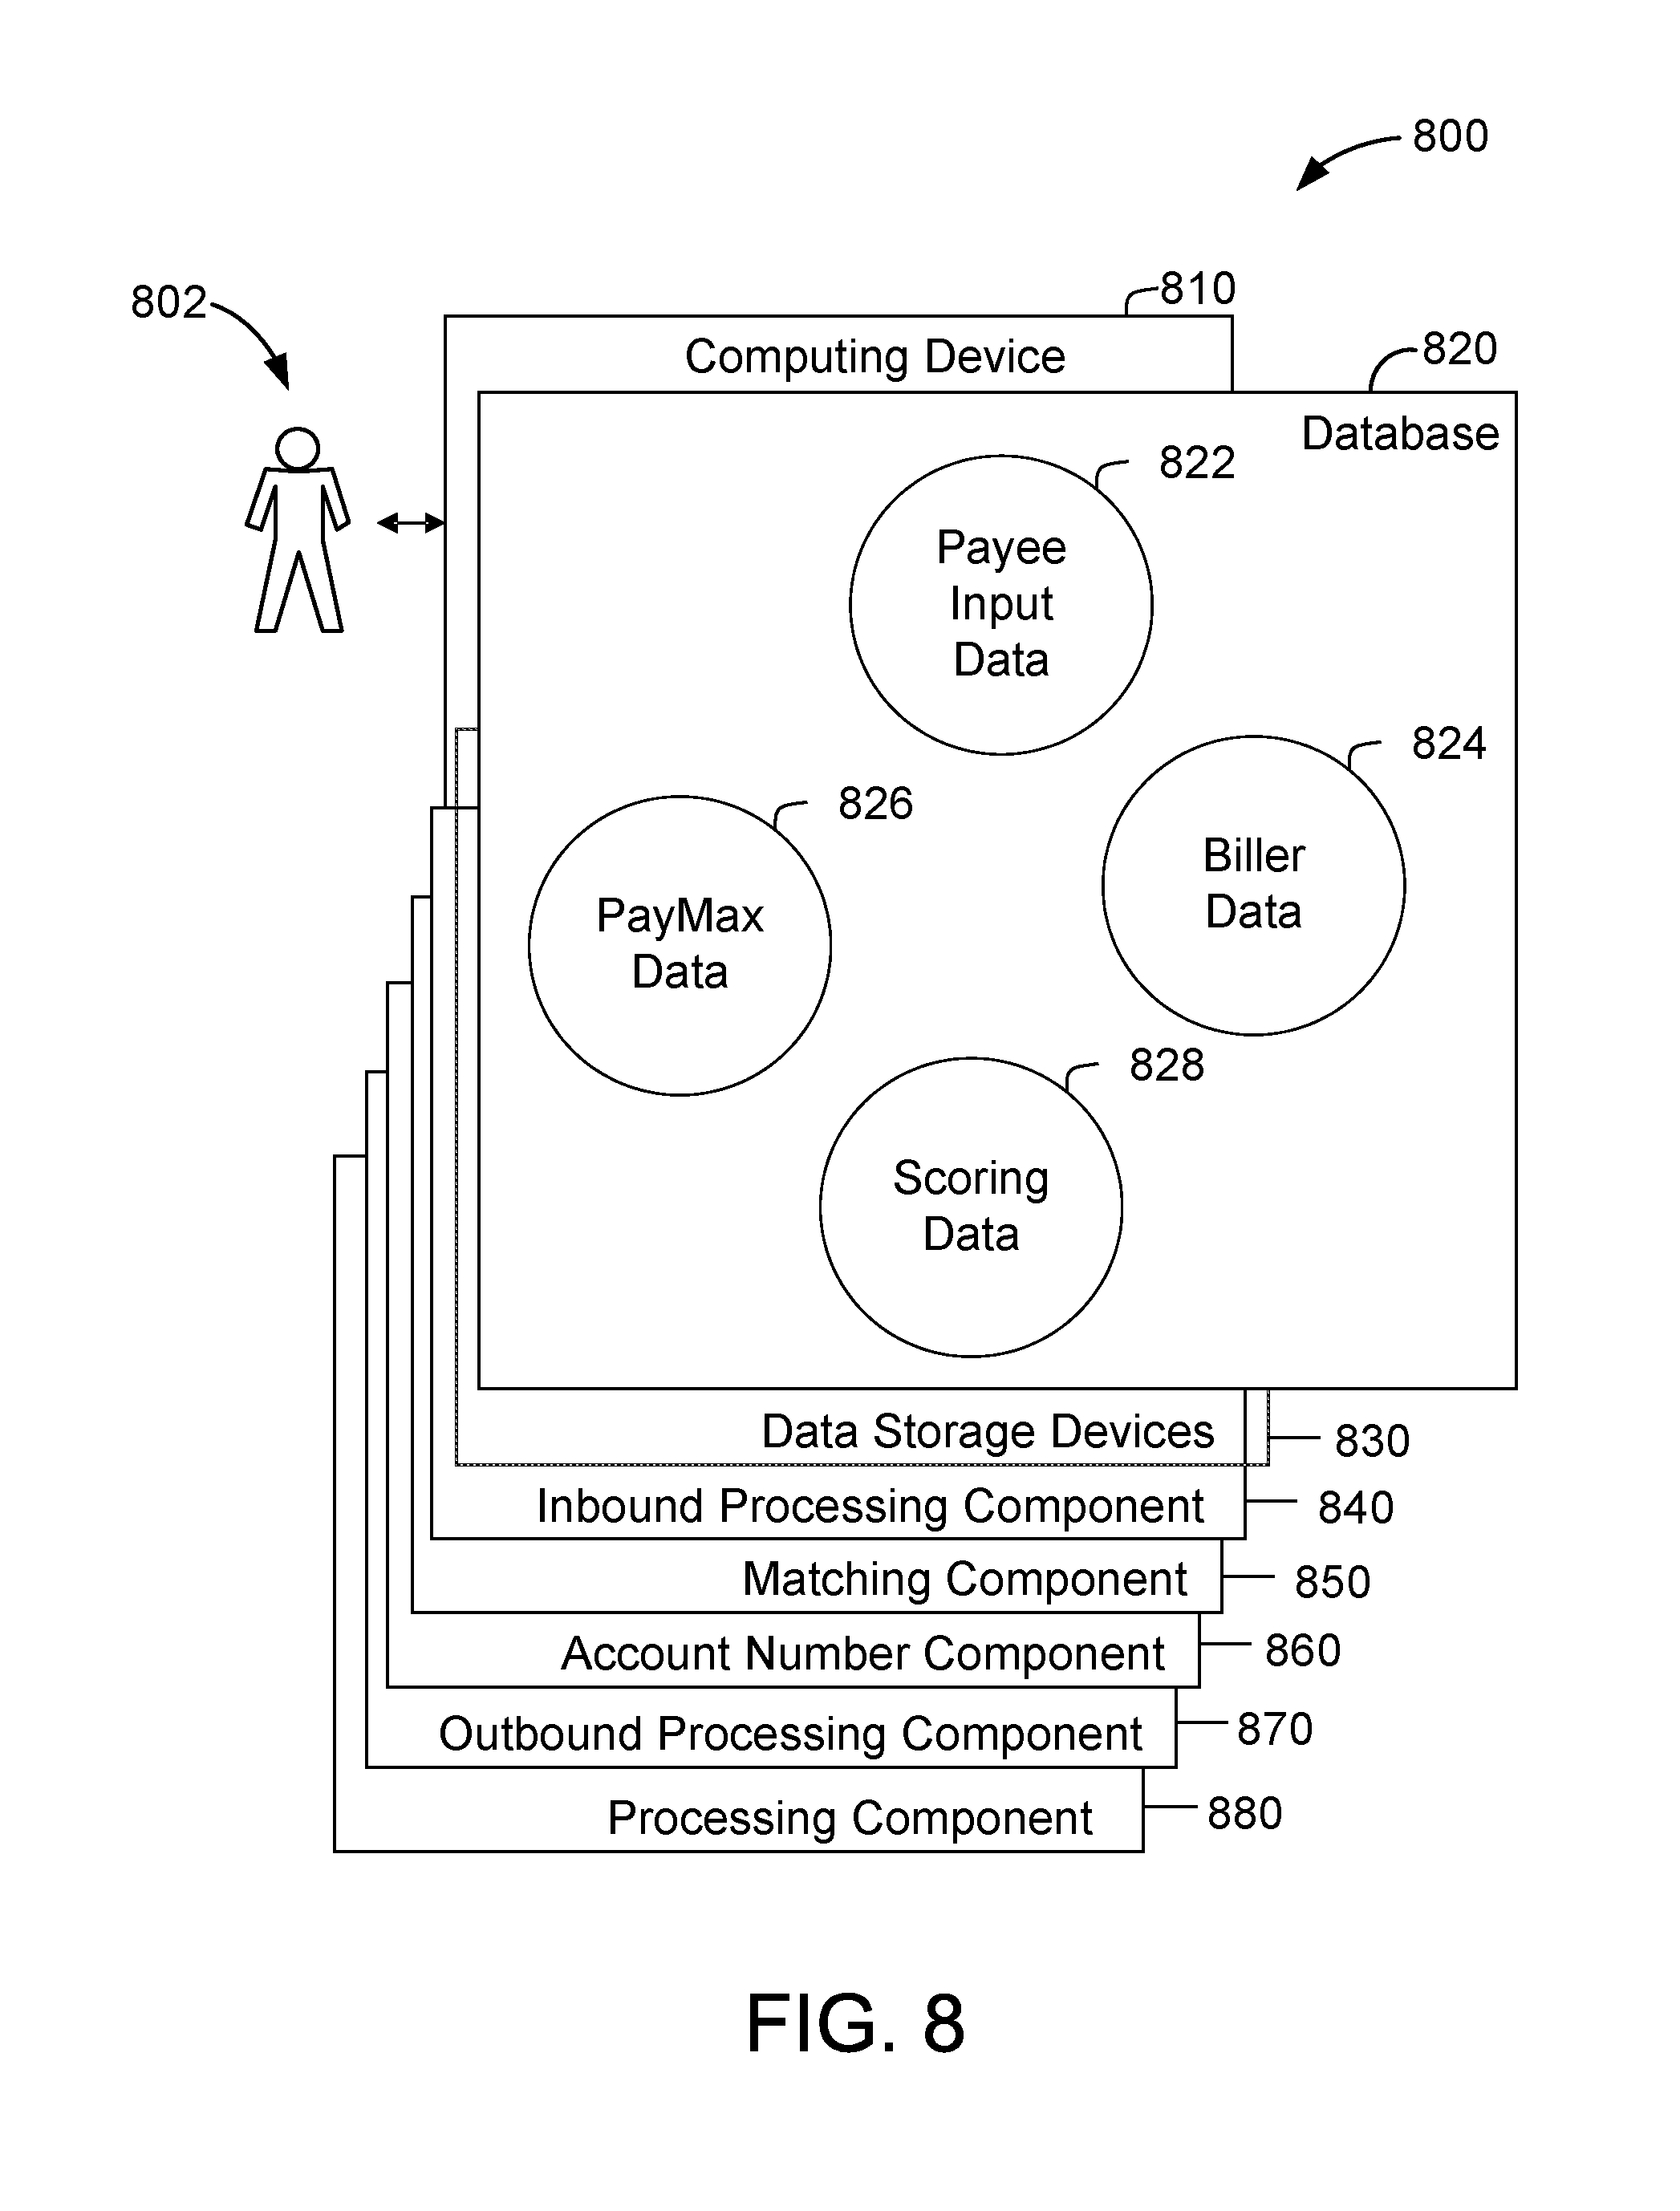 800
802
810
Computing Device
820
Database
822
Payee
Input
Data
824
Biller
Data
826
PayMax
Data
828
Scoring
Data
Data Storage Devices
830
Inbound Processing Component
840
Matching Component
850
Account Number Component
860
Outbound Processing Component
870
Processing Component
880
FIG. 8